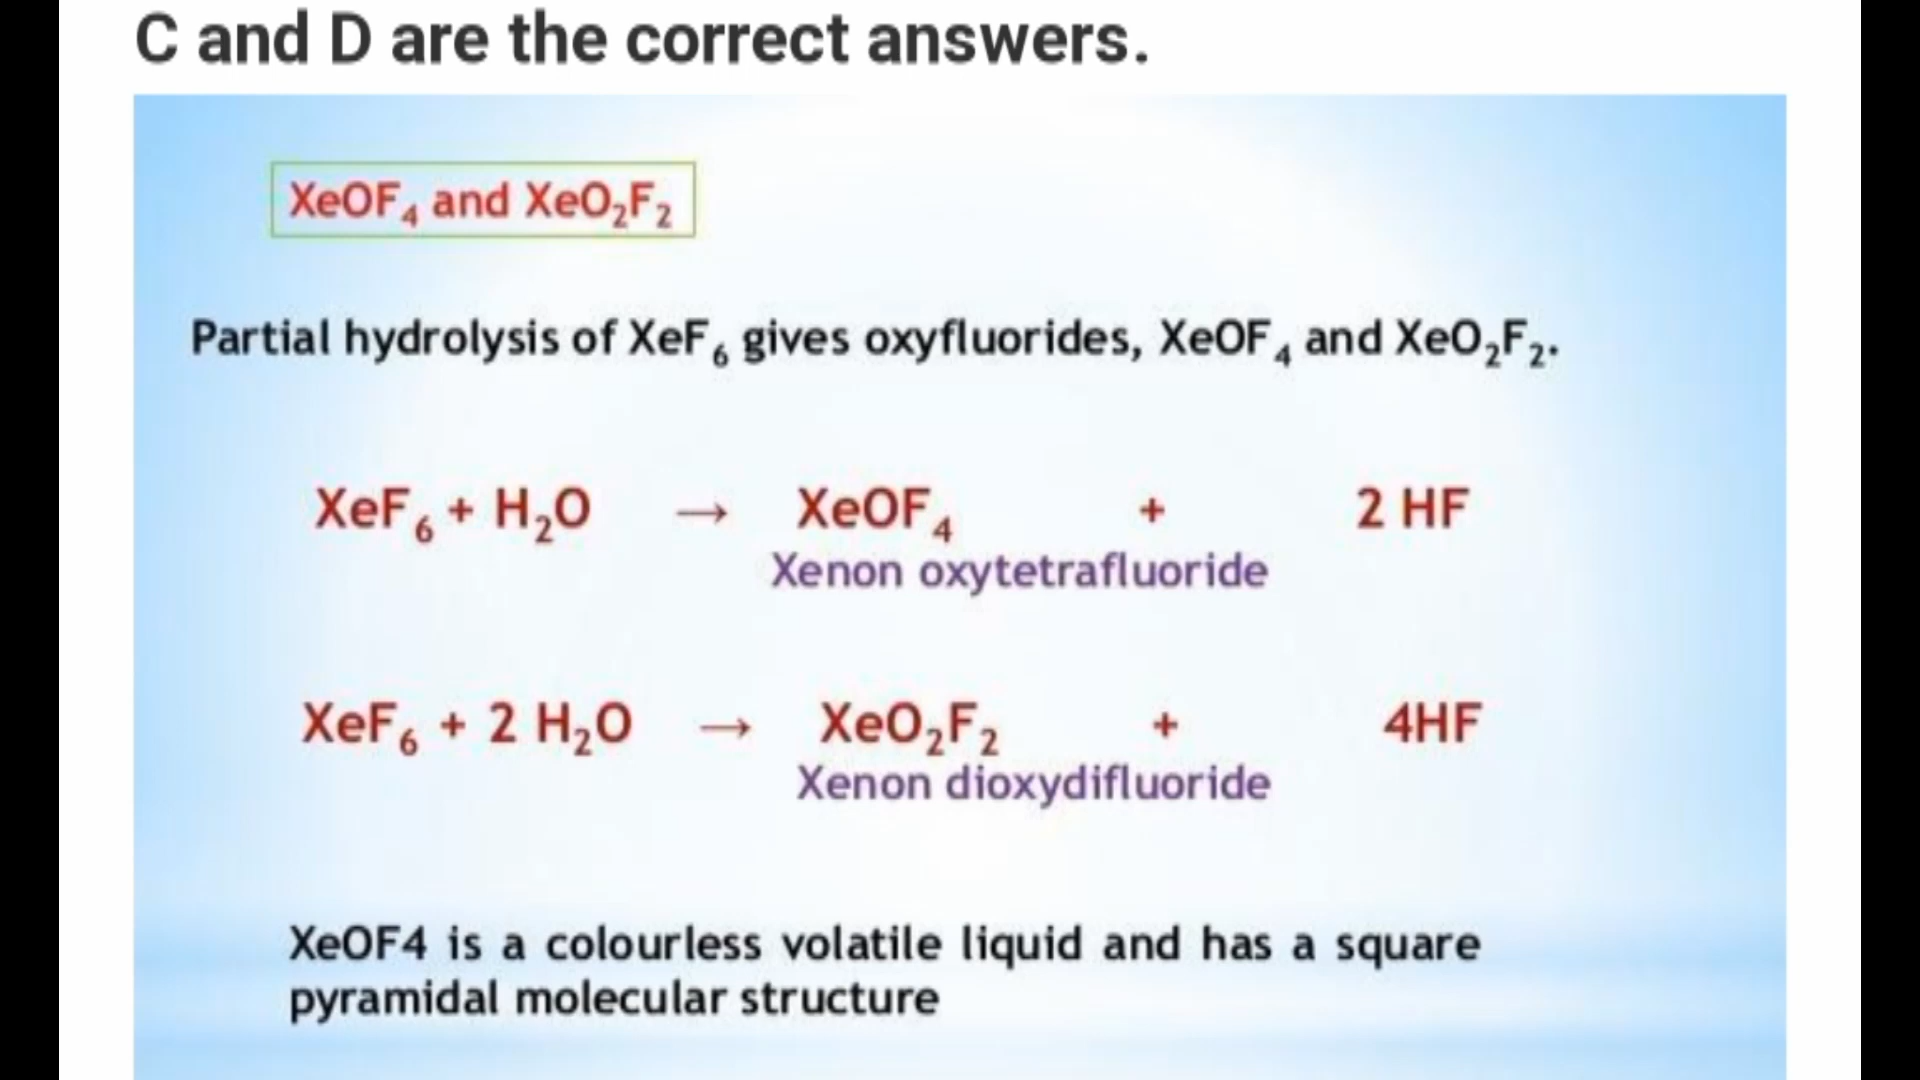 C and D are the correct answers.
XeOF₄ and XeO₂F₂
Partial hydrolysis of XeF₆ gives oxyfluorides, XeOF₄ and XeO₂F₂.
XeF₆ + H₂O → XeOF₄ + 2 HF
Xenon oxytetrafluoride
XeF₆ + 2 H₂O → XeO₂F₂ + 4HF
Xenon dioxydifluoride
XeOF4 is a colourless volatile liquid and has a square
pyramidal molecular structure